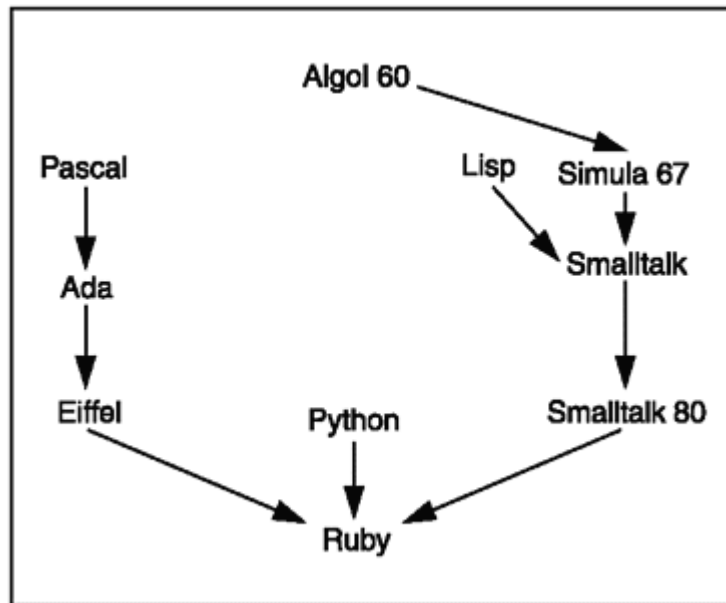 Algol 60
Pascal
Lisp
Simula 67
Ada
Smalltalk
Eiffel
Python
Smalltalk 80
Ruby